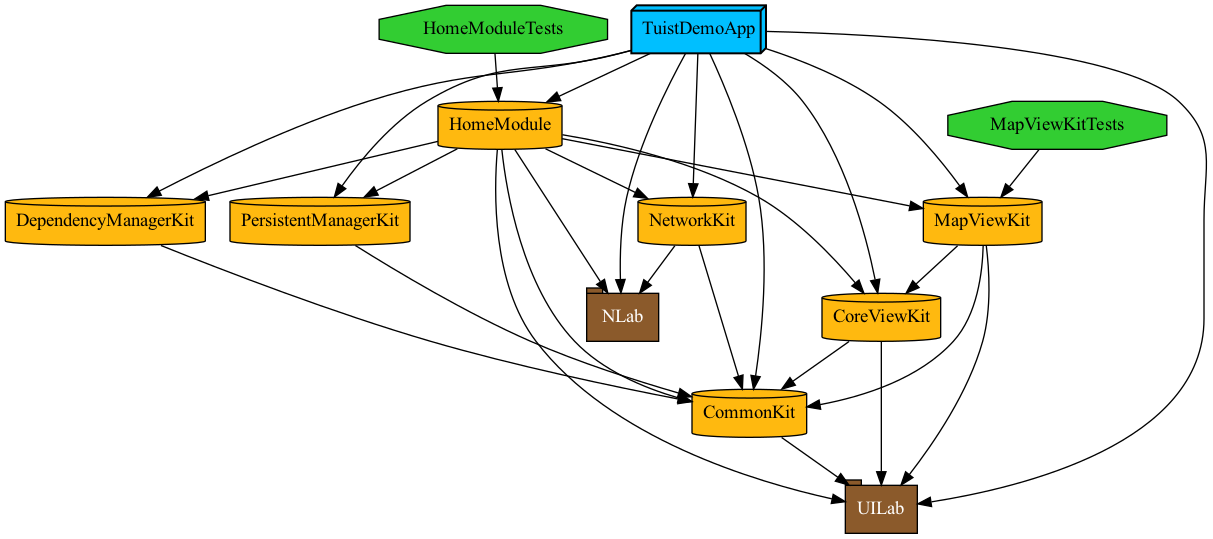 HomeModuleTests
TuistDemoApp
HomeModule
MapViewKitTests
DependencyManagerKit
PersistentManagerKit
NetworkKit
MapViewKit
NLab
CoreViewKit
CommonKit
UILab